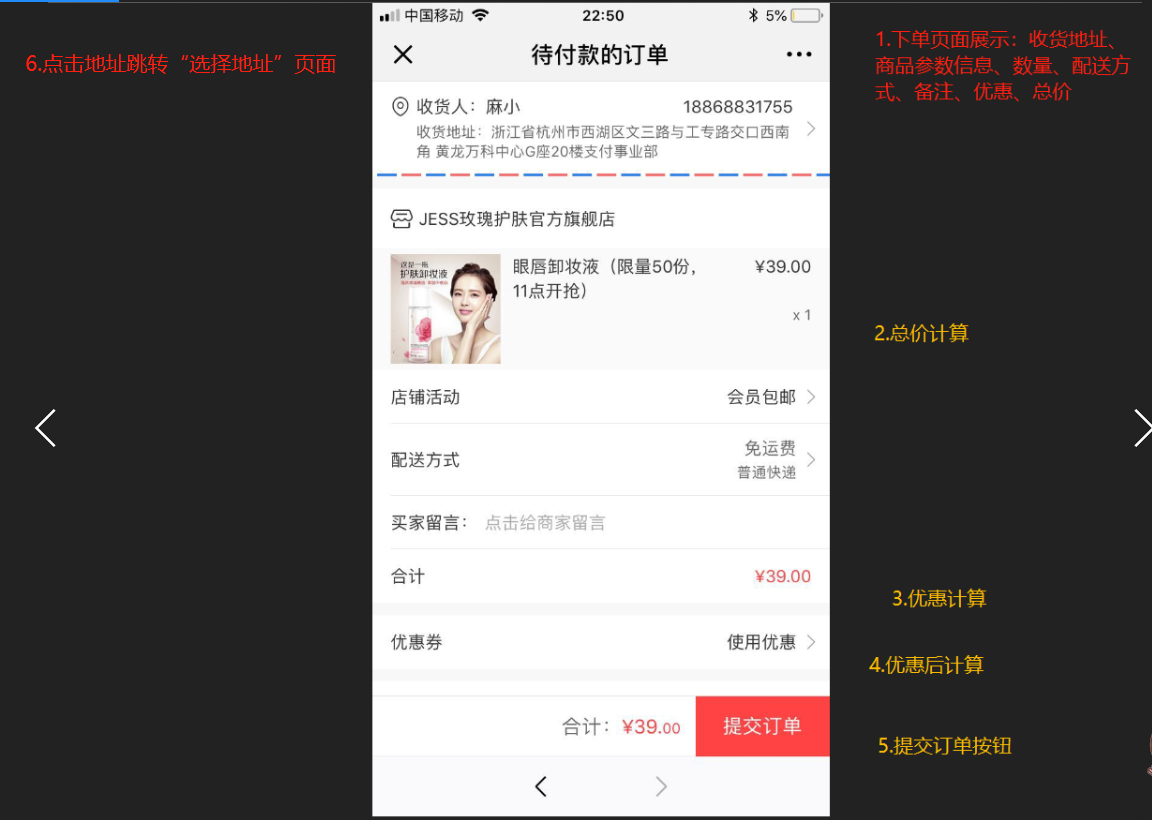 中国移动
22:50
5%
待付款的订单
6.点击地址跳转“选择地址”页面
1.下单页面展示：收货地址、
商品参数信息、数量、配送方
式、备注、优惠、总价
收货人：麻小
18868831755
收货地址：浙江省杭州市西湖区文三路与工专路交口西南
角 黄龙万科中心G座20楼支付事业部
JESS玫瑰护肤官方旗舰店
这是一瓶
护肤卸妆液
眼唇卸妆液（限量50份，
11点开抢）
¥39.00
x 1
2.总价计算
店铺活动
会员包邮
配送方式
免运费
普通快递
买家留言：
点击给商家留言
合计
¥39.00
3.优惠计算
优惠券
使用优惠
4.优惠后计算
合计：¥39.00
提交订单
5.提交订单按钮